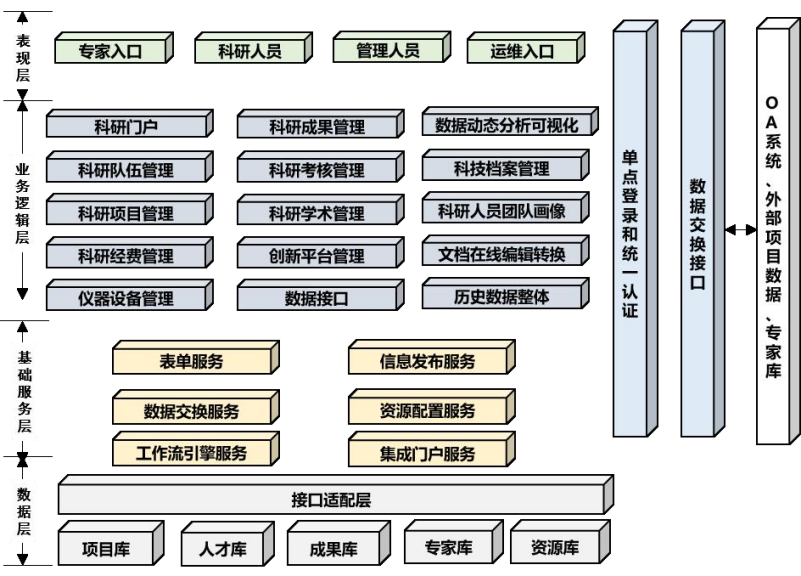 表现层
专家入口
科研人员
管理人员
运维入口
业务逻辑层
科研门户
科研成果管理
数据动态分析可视化
科研队伍管理
科研考核管理
科技档案管理
科研项目管理
科研学术管理
科研人员团队画像
科研经费管理
创新平台管理
文档在线编辑转换
仪器设备管理
数据接口
历史数据整体
基础服务层
表单服务
信息发布服务
数据交换服务
资源配置服务
工作流引擎服务
集成门户服务
数据层
接口适配层
项目库
人才库
成果库
专家库
资源库
单点登录和统一认证
数据交换接口
OA系统、外部项目数据、专家库